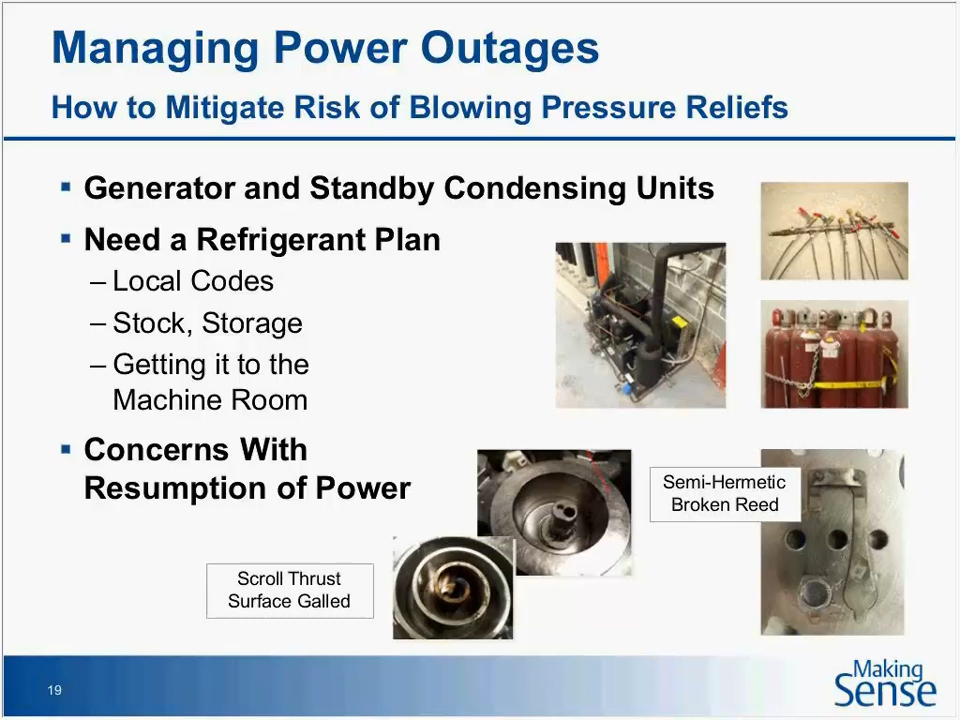 Managing Power Outages
How to Mitigate Risk of Blowing Pressure Reliefs
▪ Generator and Standby Condensing Units
▪ Need a Refrigerant Plan
– Local Codes
– Stock, Storage
– Getting it to the
Machine Room
▪ Concerns With
Resumption of Power
Semi-Hermetic
Broken Reed
Scroll Thrust
Surface Galled
19
Making
Sense